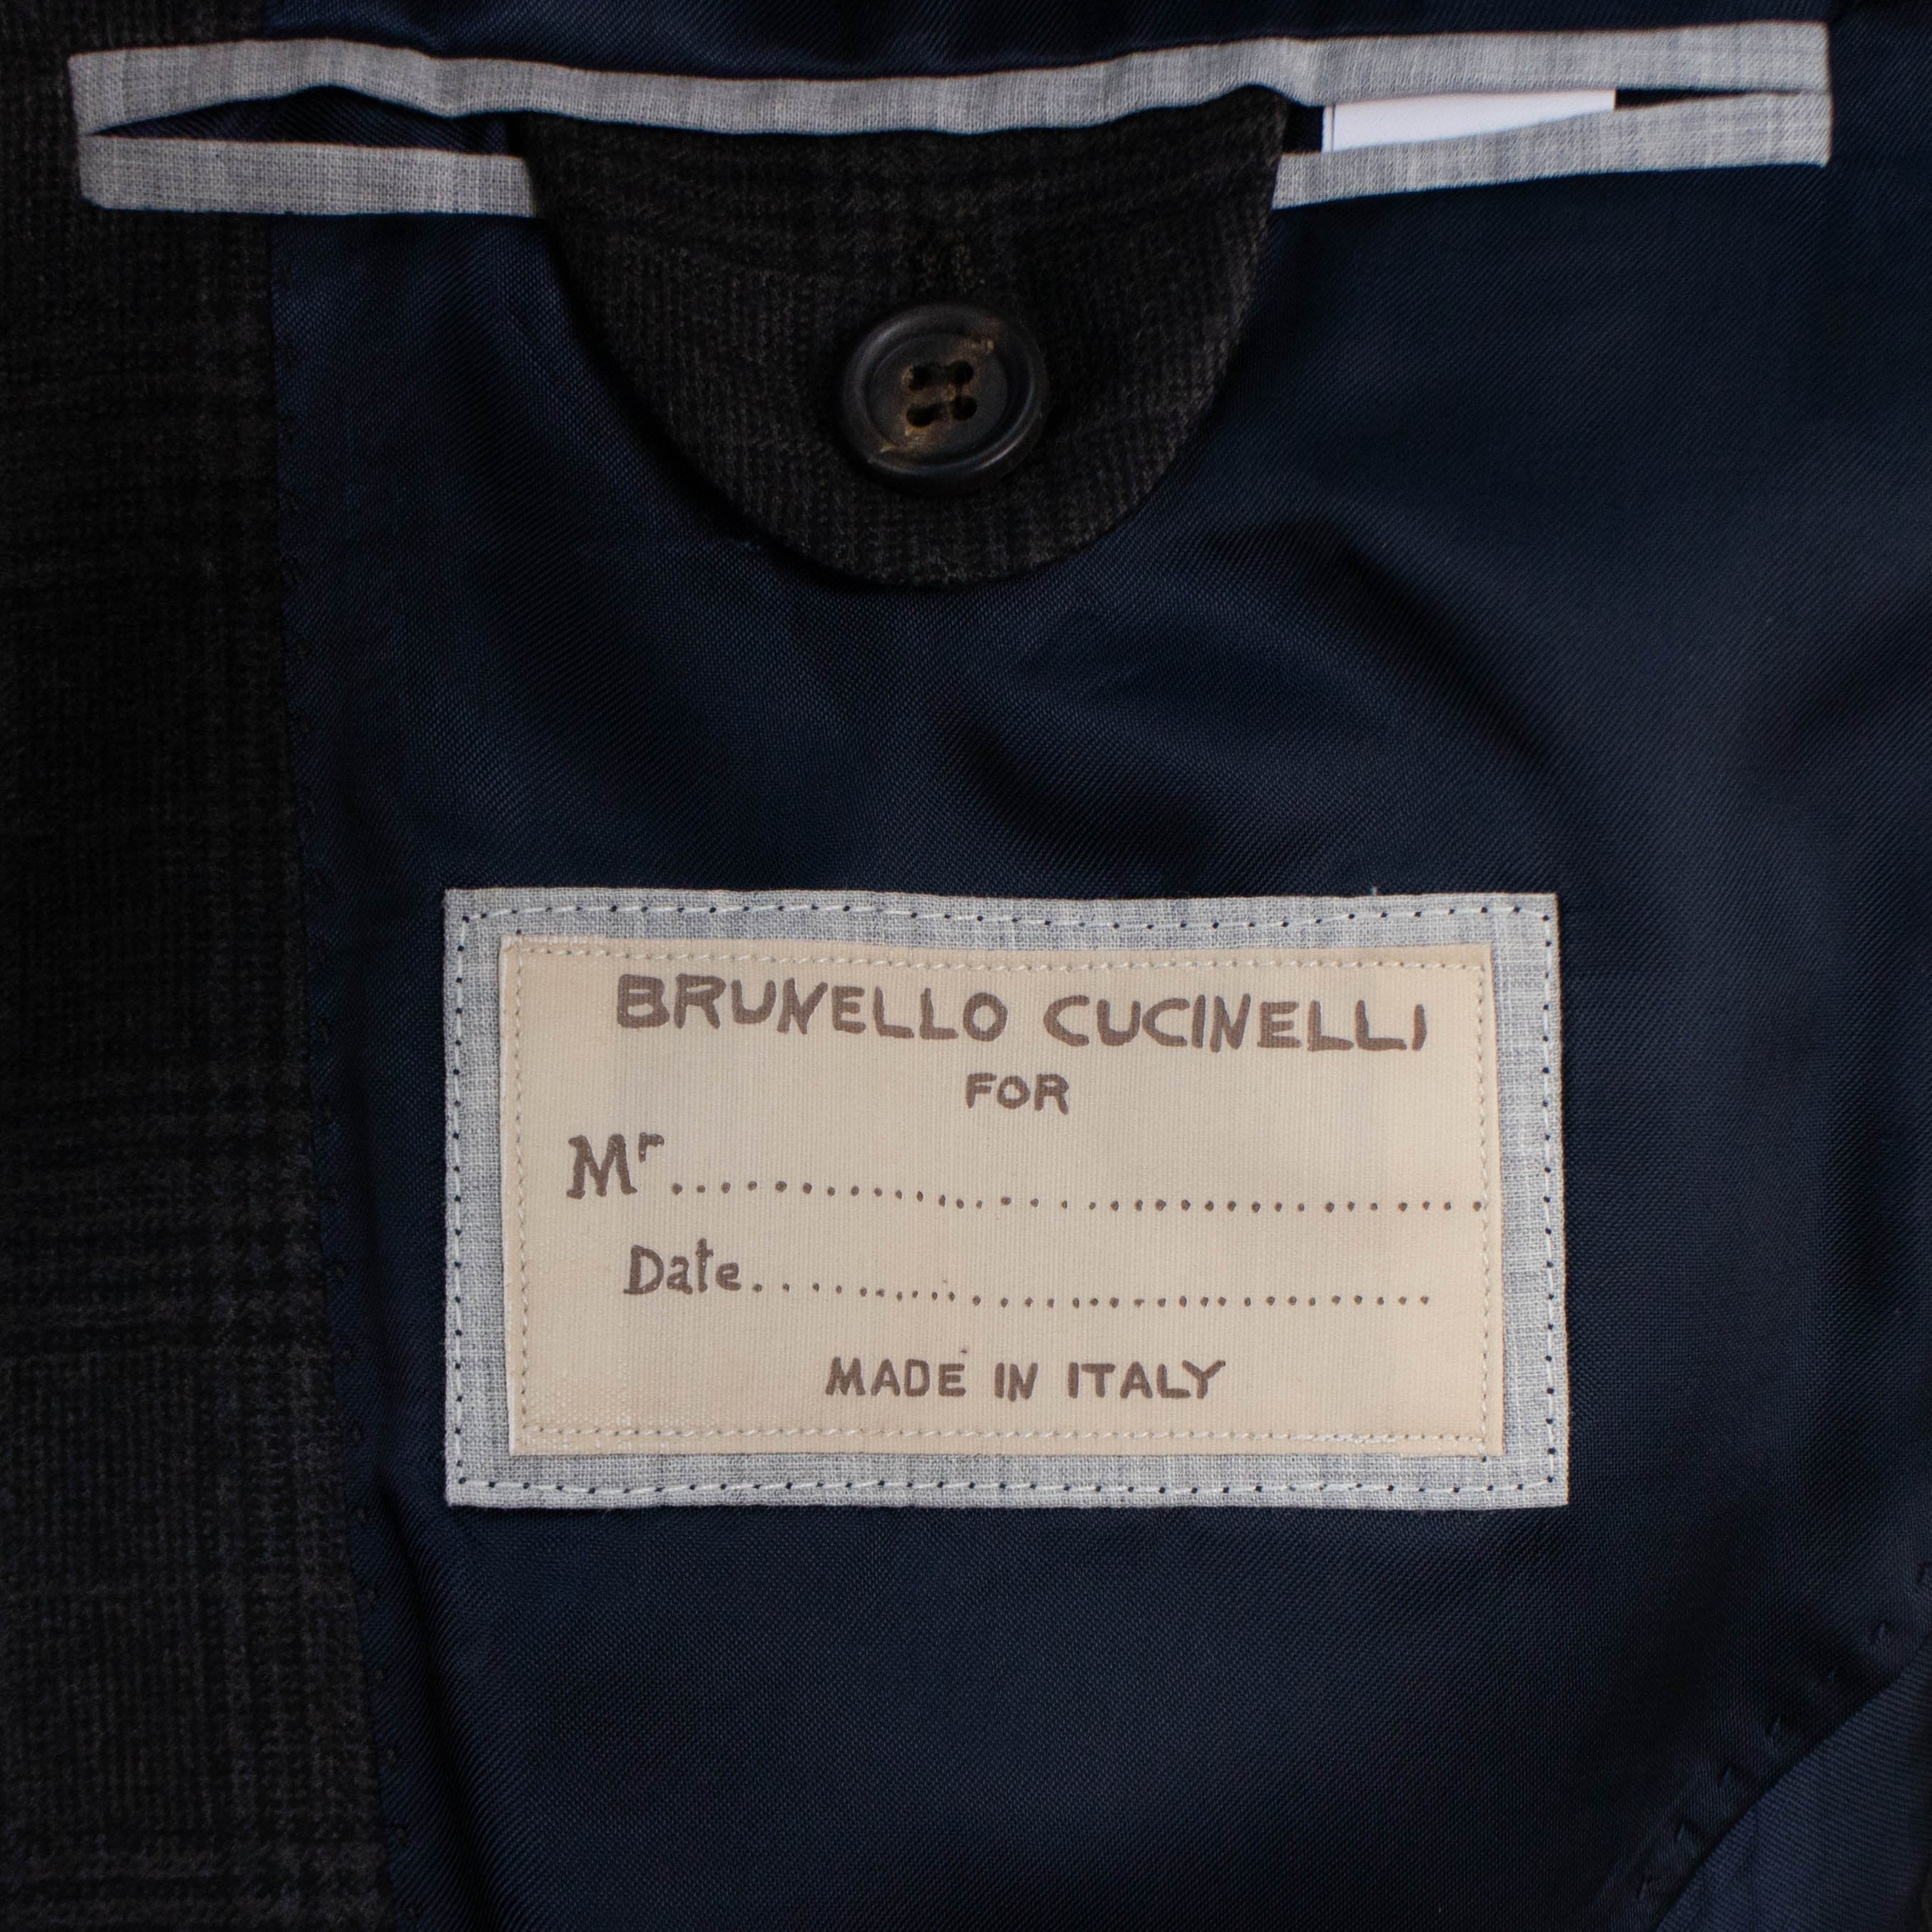 BRUNELLO CUCINELLI
FOR
Mr..............................
Date..............................
MADE IN ITALY